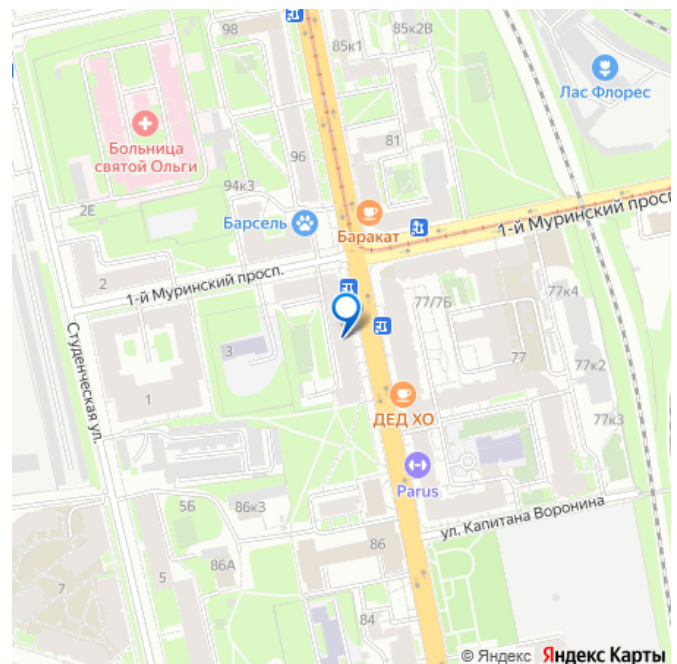 98
85к1
85к2В
Лас Флорес
Больница
святой Ольги
81
96
94к3
2Е
Барсель
Баракат
1-й Муринский просп.
1-й Муринский просп.
2
77/7Б
77к4
3
77
77к2
Студенческая ул.
1
ДЕД ХО
77к3
Parus
5Б
86к3
ул. Капитана Воронина
86
86А
5
7
84
© Яндекс Яндекс Карты